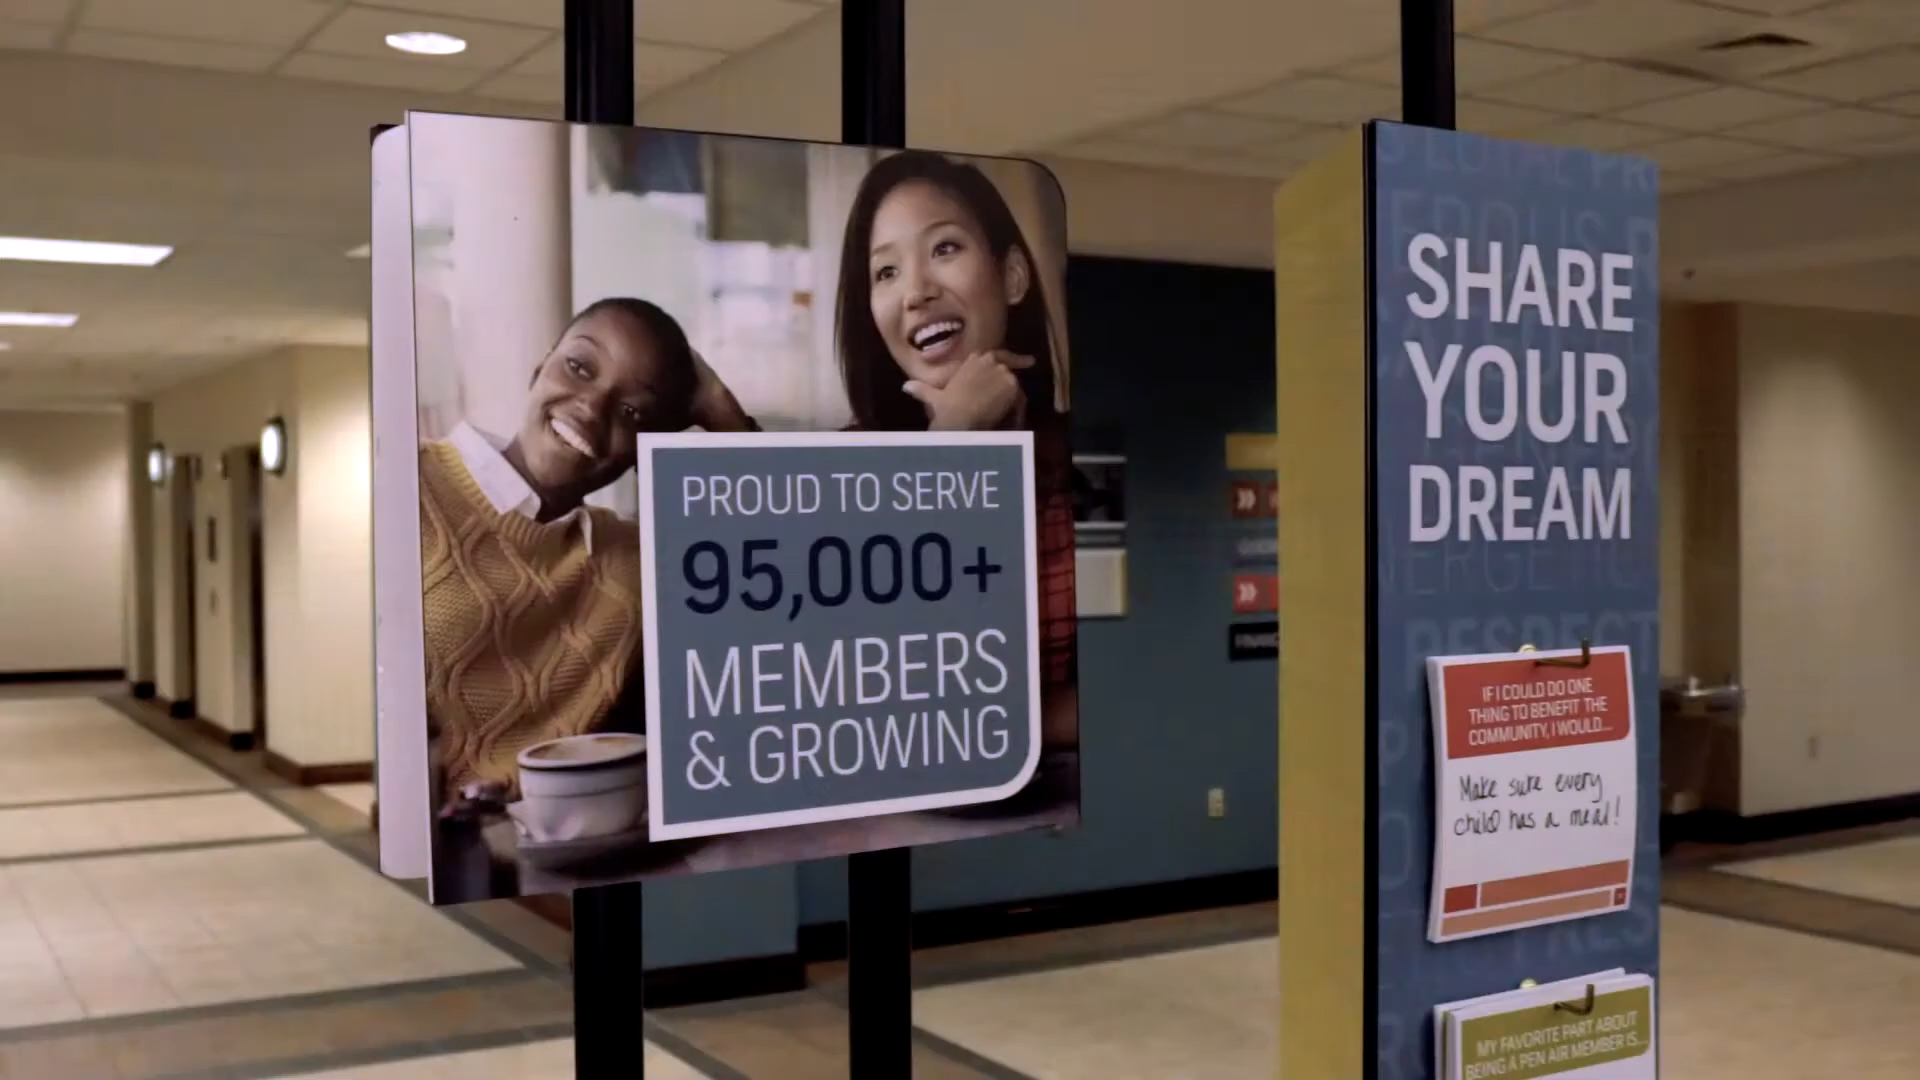 PROUD TO SERVE
95,000+
MEMBERS
& GROWING
SHARE
YOUR
DREAM
RESPECT
IF I COULD DO ONE
THING TO BENEFIT THE
COMMUNITY, I WOULD...
Make sure every
child has a meal!
MY FAVORITE PART ABOUT
BEING A PEN AIR MEMBER IS...